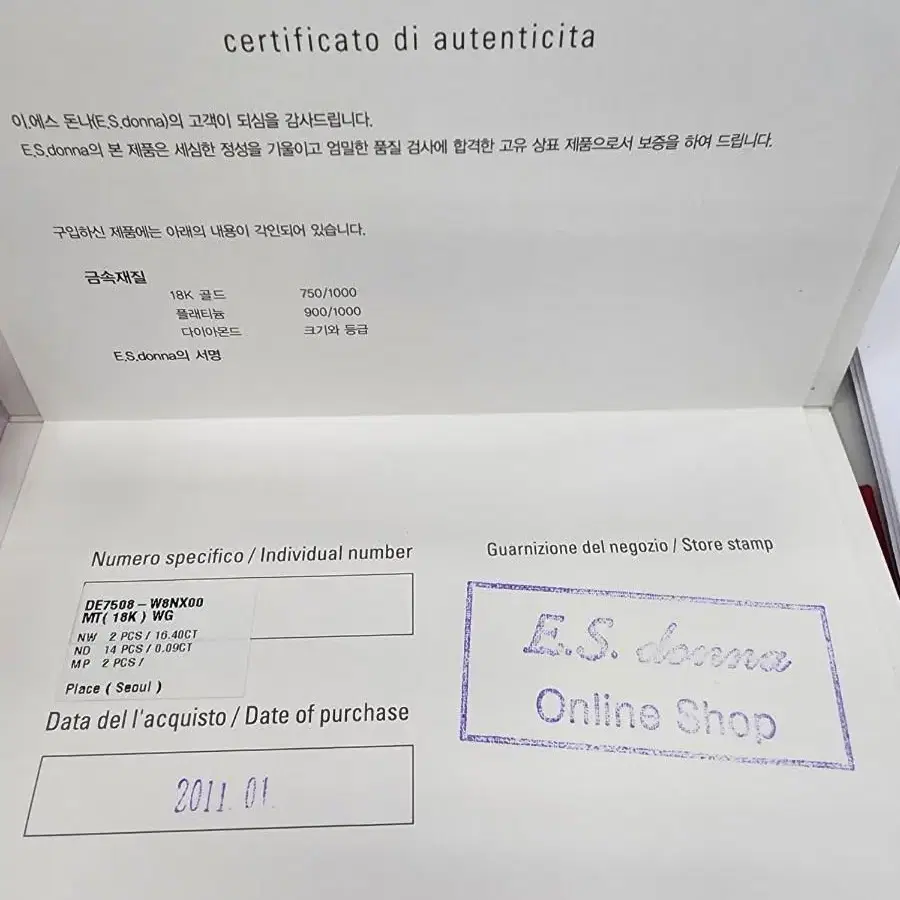 certificato di autenticita
이.에스 돈나(E.S.donna)의 고객이 되심을 감사드립니다.
E.S.donna의 본 제품은 세심한 정성을 기울이고 엄밀한 품질 검사에 합격한 고유 상표 제품으로서 보증을 하여 드립니다.
구입하신 제품에는 아래의 내용이 각인되어 있습니다.
금속재질
18K 골드 750/1000
플래티늄 900/1000
다이아몬드 크기와 등급
E.S.donna의 서명
Numero specifico / Individual number
DE7508-W8NX00
MT( 18K ) WG
NW 2 PCS / 16.40CT
ND 14 PCS / 0.09CT
MP 2 PCS /
Place ( Seoul )
Data del l'acquisto / Date of purchase
2011. 01.
Guarnizione del negozio / Store stamp
E.S. donna
Online Shop